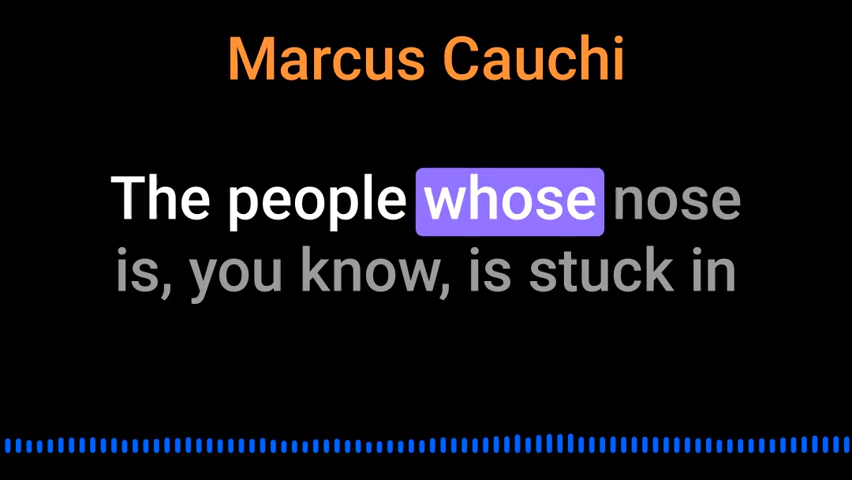 Marcus Cauchi
The people whose nose
is, you know, is stuck in